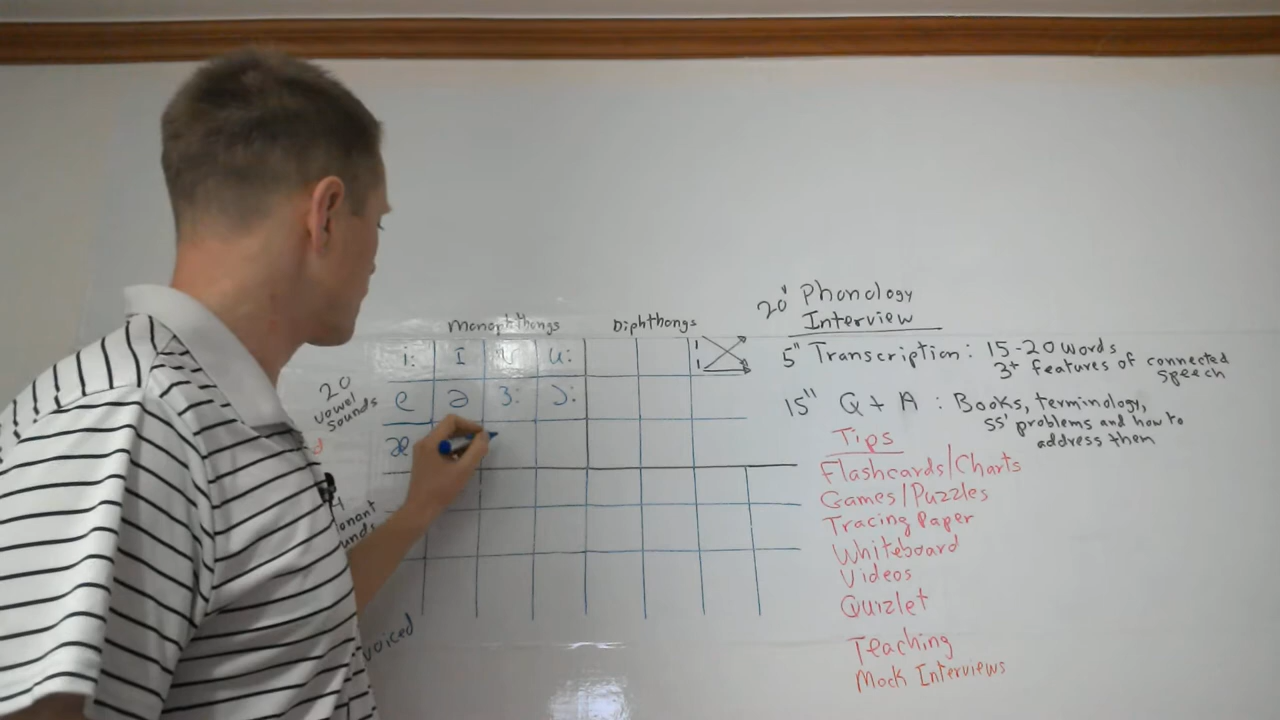 Monophthongs Diphthongs
i: I ʊ u:
e ə 3: ɔ:
æ
20
vowel
sounds
voiced
20' Phonology
Interview
5" Transcription: 15-20 words
3+ features of connected
speech
15" Q + A : Books, terminology,
SS' problems and how to
address them
Tips
Flashcards/Charts
Games/Puzzles
Tracing Paper
Whiteboard
Videos
Quizlet
Teaching
Mock Interviews